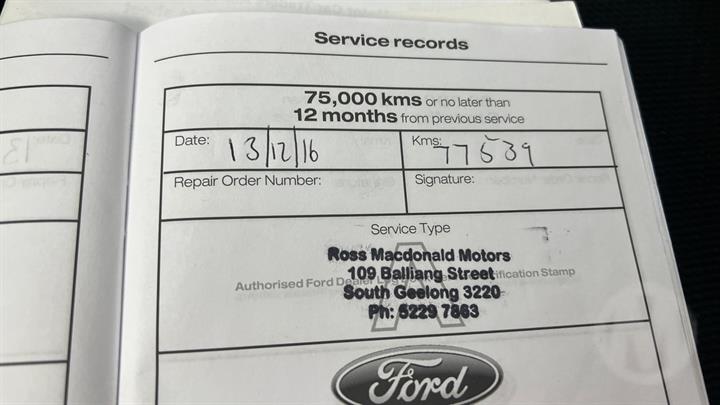 Service records
75,000 kms or no later than
12 months from previous service
Date: 13/12/16 Kms: 77539
Repair Order Number: Signature:
Service Type
A
Ross Macdonald Motors
109 Balliang Street
Authorised Ford Dealer ification Stamp
South Geelong 3220
Ph: 5229 7863
Ford